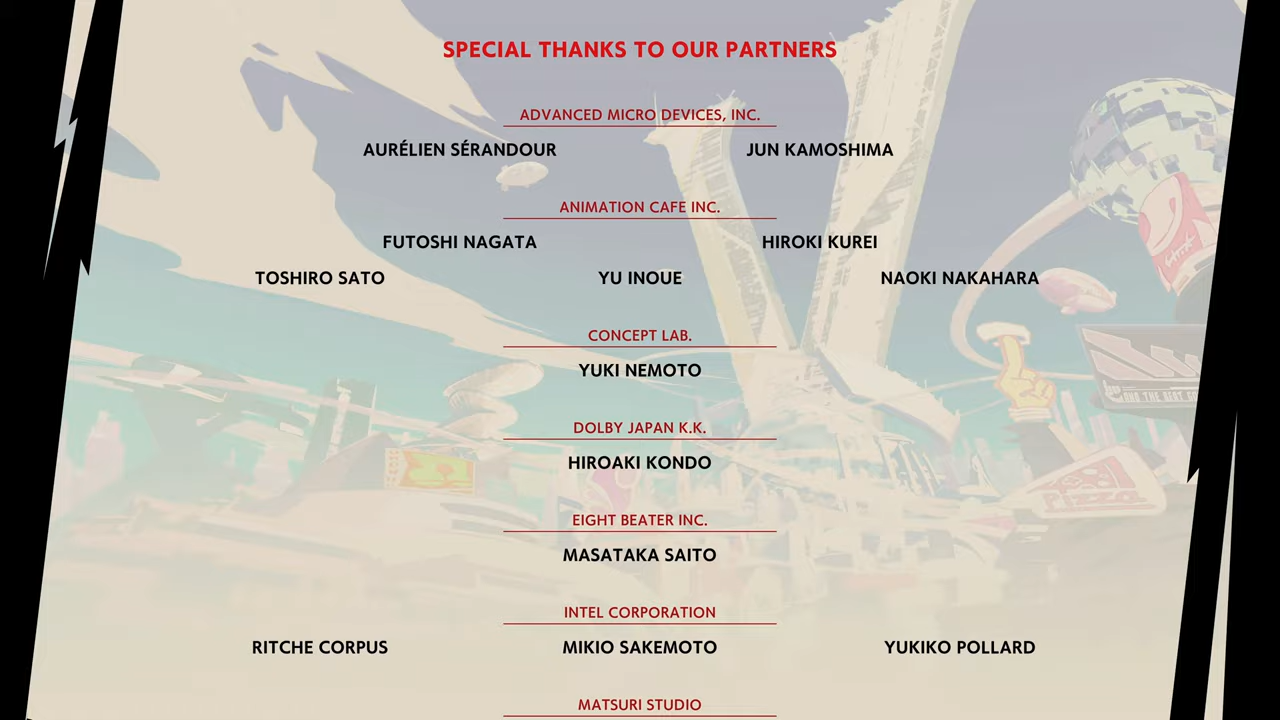 SPECIAL THANKS TO OUR PARTNERS
ADVANCED MICRO DEVICES, INC.
AURÉLIEN SÉRANDOUR JUN KAMOSHIMA
ANIMATION CAFE INC.
FUTOSHI NAGATA HIROKI KUREI
TOSHIRO SATO YU INOUE NAOKI NAKAHARA
CONCEPT LAB.
YUKI NEMOTO
DOLBY JAPAN K.K.
HIROAKI KONDO
EIGHT BEATER INC.
MASATAKA SAITO
INTEL CORPORATION
RITCHE CORPUS MIKIO SAKEMOTO YUKIKO POLLARD
MATSURI STUDIO
Pizza